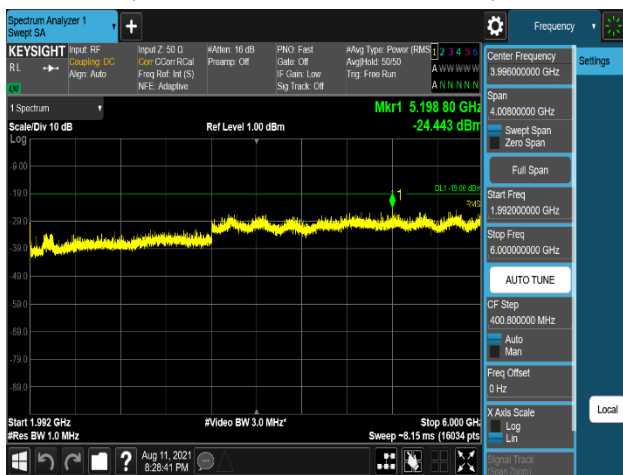 Spectrum Analyzer 1
Swept SA
+
Frequency
KEYSIGHT
Input: RF
Input Z: 50 Ω
#Atten: 16 dB
PNO: Fast
#Avg Type: Power (RMS
1 2 3 4 5 6
RL
Coupling: DC
Corr CCorr RCal
Preamp: Off
Gate: Off
Avg|Hold: 50/50
A W W W W W
Align: Auto
Freq Ref: Int (S)
IF Gain: Low
Trig: Free Run
NFE: Adaptive
Sig Track: Off
A N N N N N
1 Spectrum
Mkr1 5.198 80 GHz
Scale/Div 10 dB
Ref Level 1.00 dBm
-24.443 dBm
Log
-9.00
-19.0
-29.0
-39.0
-49.0
-59.0
-69.0
-79.0
-89.0
DL1 -19.00 dBm
1
RMS
Start 1.992 GHz
#Video BW 3.0 MHz*
Stop 6.000 GHz
#Res BW 1.0 MHz
Sweep ~8.15 ms (16034 pts
Center Frequency
3.996000000 GHz
Settings
Span
4.00800000 GHz
Swept Span
Zero Span
Full Span
Start Freq
1.992000000 GHz
Stop Freq
6.000000000 GHz
AUTO TUNE
CF Step
400.800000 MHz
Auto
Man
Freq Offset
0 Hz
X Axis Scale
Log
Lin
Local
Signal Track
(Span Zoom)
?
Aug 11, 2021
8:28:41 PM